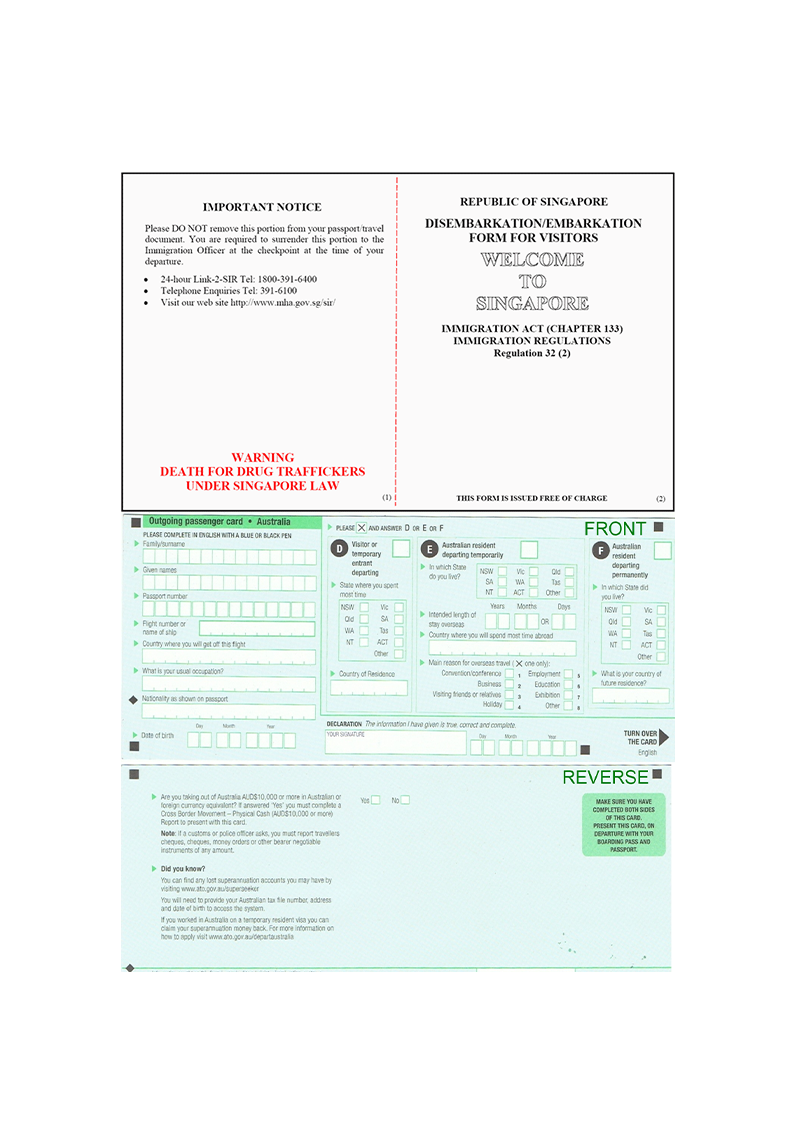 IMPORTANT NOTICE
Please DO NOT remove this portion from your passport/travel
document. You are required to surrender this portion to the
Immigration Officer at the checkpoint at the time of your
departure.
• 24-hour Link-2-SIR Tel: 1800-391-6400
• Telephone Enquiries Tel: 391-6100
• Visit our web site http://www.mha.gov.sg/sir/
WARNING
DEATH FOR DRUG TRAFFICKERS
UNDER SINGAPORE LAW
(1)
REPUBLIC OF SINGAPORE
DISEMBARKATION/EMBARKATION
FORM FOR VISITORS
WELCOME
TO
SINGAPORE
IMMIGRATION ACT (CHAPTER 133)
IMMIGRATION REGULATIONS
Regulation 32 (2)
THIS FORM IS ISSUED FREE OF CHARGE
(2)
Outgoing passenger card • Australia
PLEASE COMPLETE IN ENGLISH WITH A BLUE OR BLACK PEN
Family/surname
Given names
Passport number
Flight number or
name of ship
Country where you will get off this flight
What is your usual occupation?
Nationality as shown on passport
Date of birth
Day Month Year
PLEASE X AND ANSWER D OR E OR F
FRONT
D Visitor or
temporary
entrant
departing
State where you spent
most time
NSW Vic
Qld SA
WA Tas
NT ACT
Other
Country of Residence
E Australian resident
departing temporarily
In which State
do you live?
NSW Vic Qld
SA WA Tas
NT ACT Other
Years Months Days
Intended length of
stay overseas
OR
Country where you will spend most time abroad
Main reason for overseas travel (X one only):
Convention/conference 1 Employment 5
Business 2 Education 6
Visiting friends or relatives 3 Exhibition 7
Holiday 4 Other 8
F Australian
resident
departing
permanently
In which State did
you live?
NSW Vic
Qld SA
WA Tas
NT ACT
Other
What is your country of
future residence?
DECLARATION The information I have given is true, correct and complete.
YOUR SIGNATURE
Day Month Year
TURN OVER
THE CARD
English
REVERSE
Are you taking out of Australia AUD$10,000 or more in Australian or
foreign currency equivalent? If answered "Yes" you must complete a
Cross Border Movement – Physical Cash (AUD$10,000 or more)
Report to present with this card.
Yes No
Note: If a customs or police officer asks, you must report travellers
cheques, cheques, money orders or other bearer negotiable
instruments of any amount.
Did you know?
You can find any lost superannuation accounts you may have by
visiting www.ato.gov.au/superseeker
You will need to provide your Australian tax file number, address
and date of birth to access the system.
If you worked in Australia on a temporary resident visa you can
claim your superannuation money back. For more information on
how to apply visit www.ato.gov.au/departaustralia
MAKE SURE YOU HAVE
COMPLETED BOTH SIDES
OF THIS CARD.
PRESENT THIS CARD, ON
DEPARTURE WITH YOUR
BOARDING PASS AND
PASSPORT.